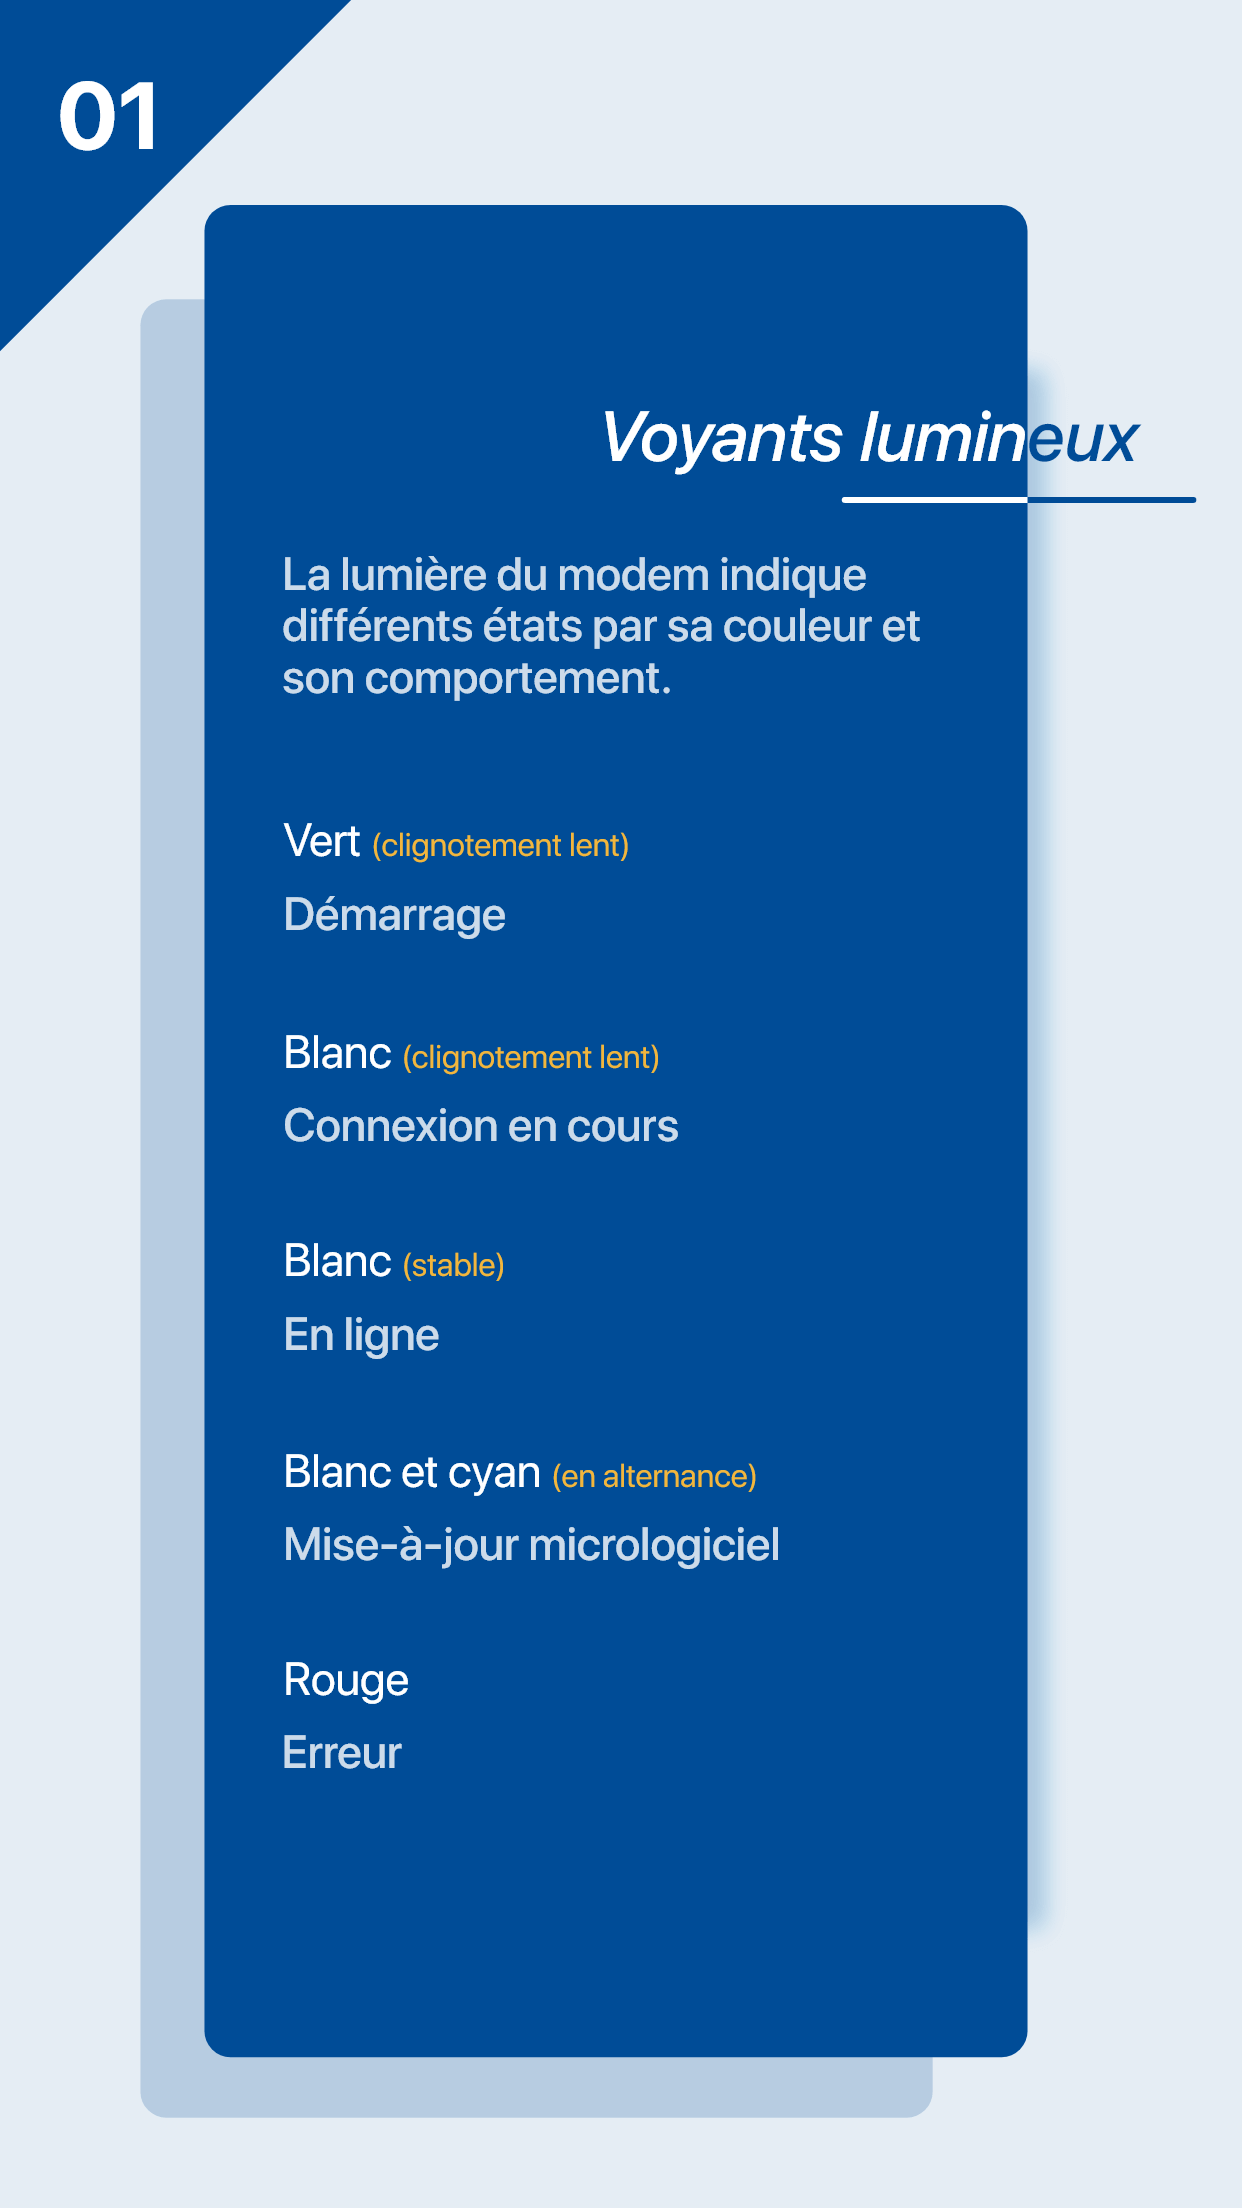 01
Voyants lumineux
La lumière du modem indique
différents états par sa couleur et
son comportement.
Vert (clignotement lent)
Démarrage
Blanc (clignotement lent)
Connexion en cours
Blanc (stable)
En ligne
Blanc et cyan (en alternance)
Mise-à-jour micrologiciel
Rouge
Erreur